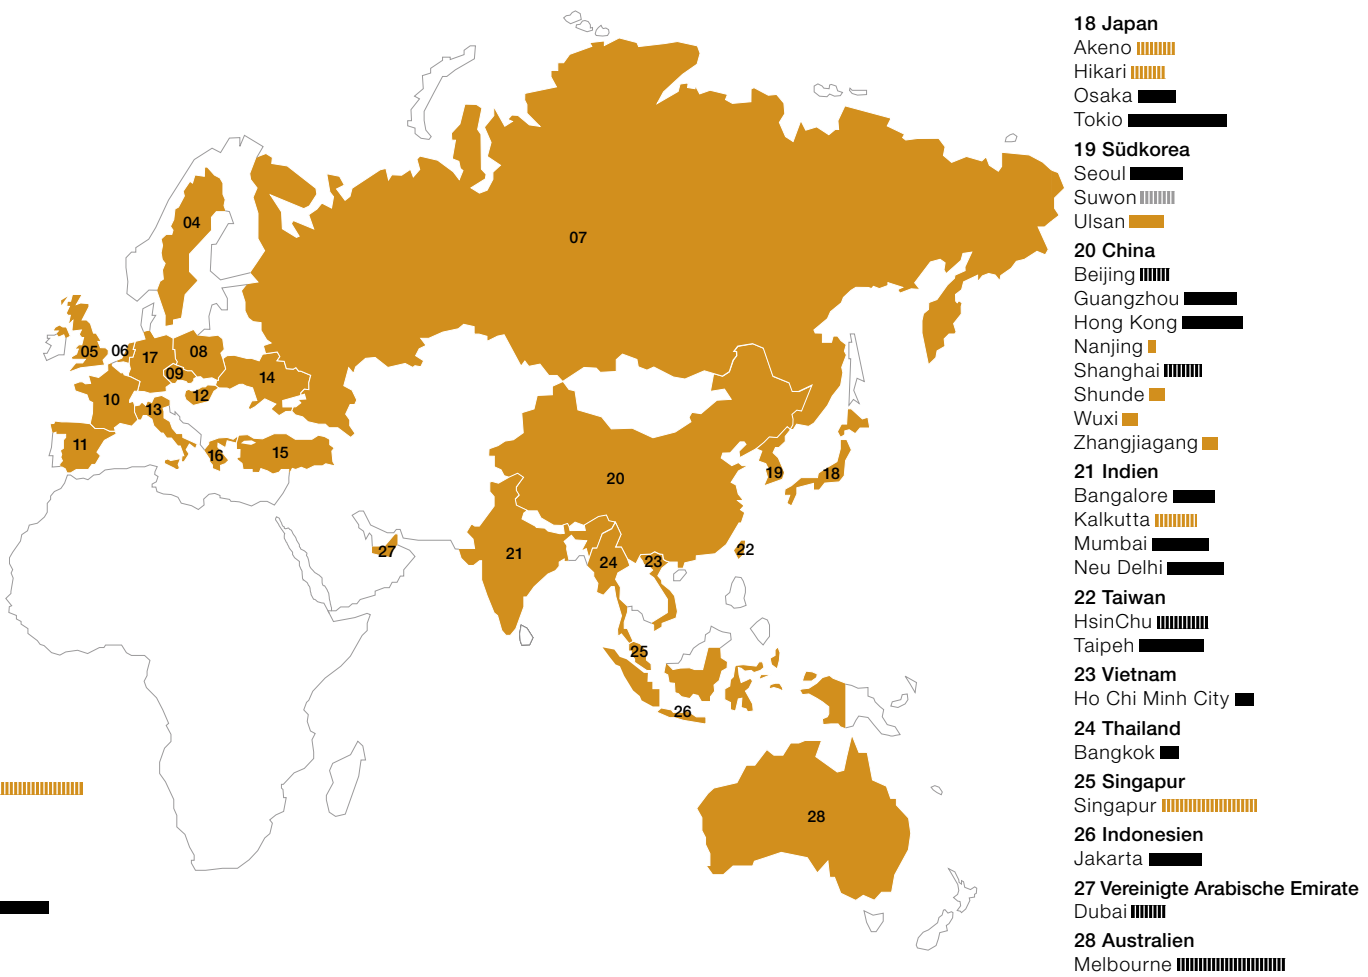 04
07
05
06
17
08
09
14
12
10
13
11
16
15
20
19
18
27
21
24
23
22
25
26
28
18 Japan
Akeno
Hikari
Osaka
Tokio
19 Südkorea
Seoul
Suwon
Ulsan
20 China
Beijing
Guangzhou
Hong Kong
Nanjing
Shanghai
Shunde
Wuxi
Zhangjiagang
21 Indien
Bangalore
Kalkutta
Mumbai
Neu Delhi
22 Taiwan
HsinChu
Taipeh
23 Vietnam
Ho Chi Minh City
24 Thailand
Bangkok
25 Singapur
Singapur
26 Indonesien
Jakarta
27 Vereinigte Arabische Emirate
Dubai
28 Australien
Melbourne